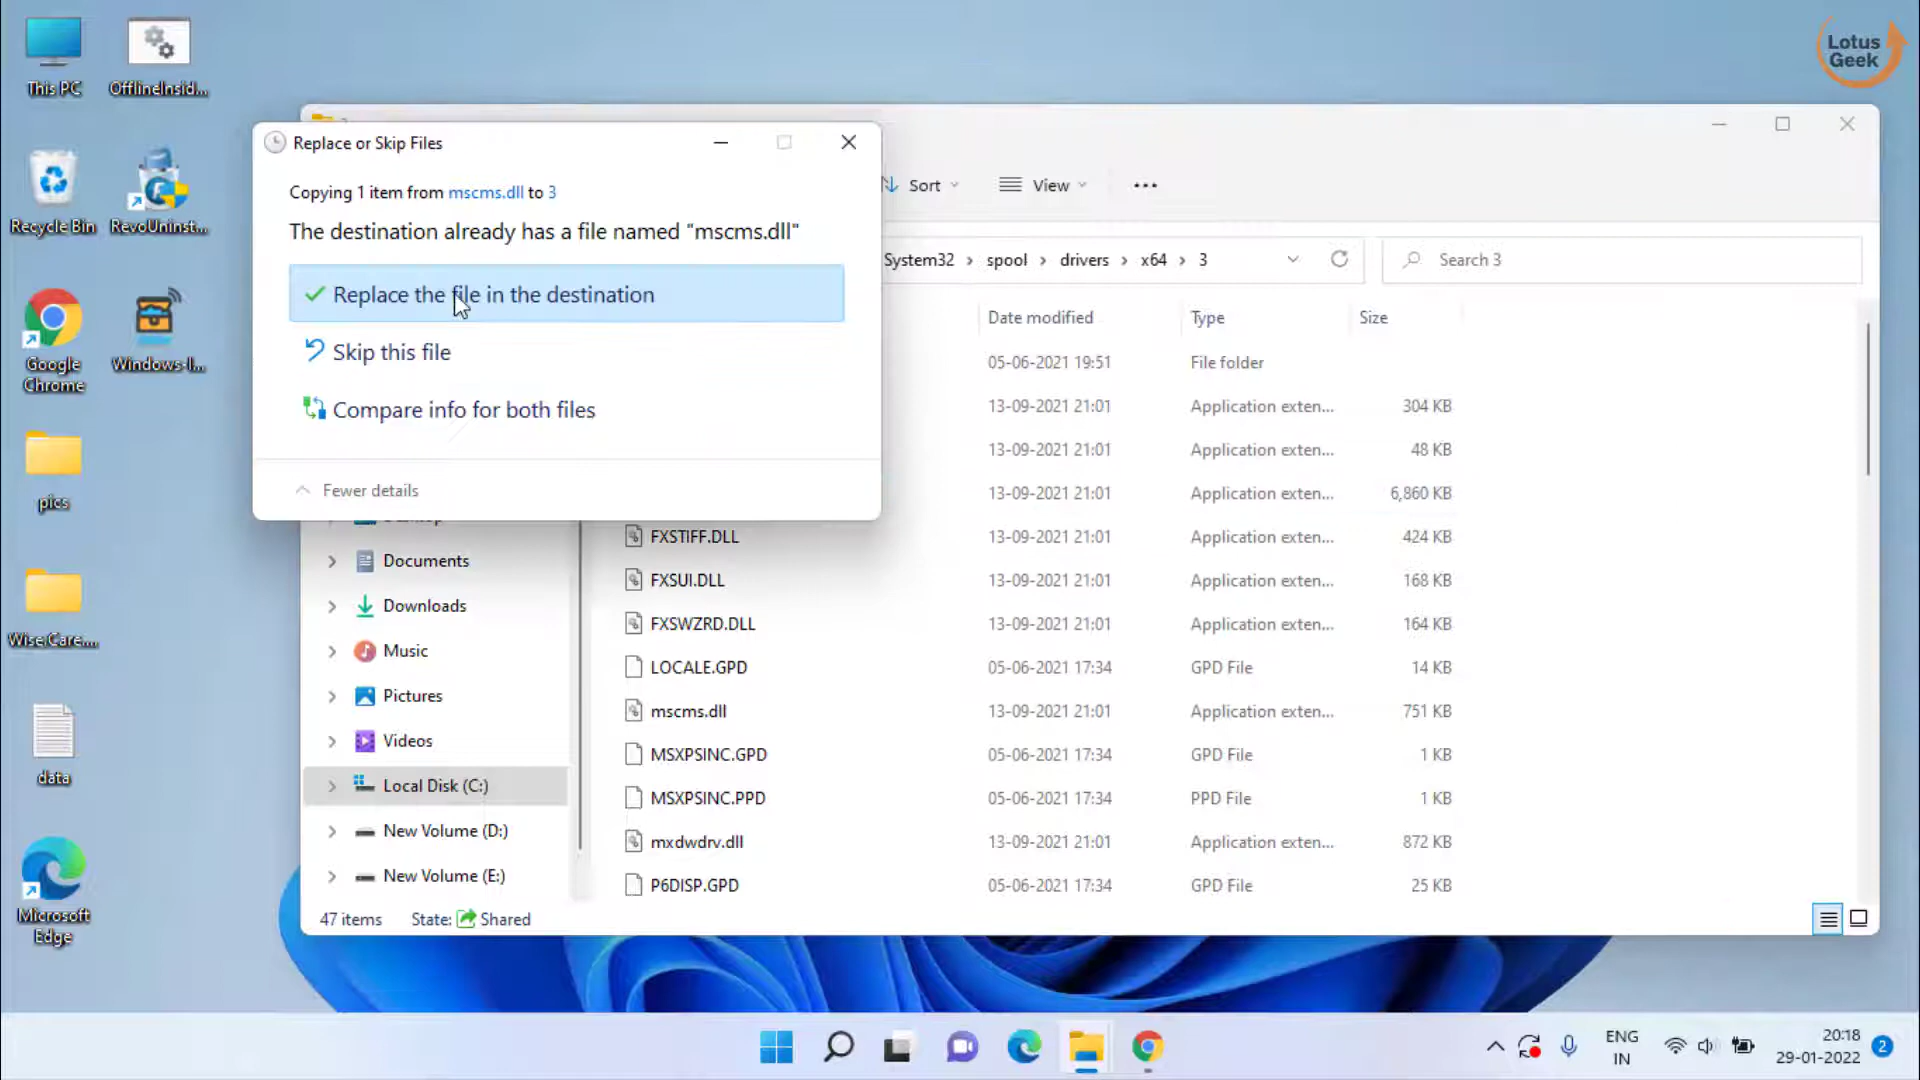 This PC
OfflineInsid...
Recycle Bin
RevoUninst...
Google
Chrome
Windows-I...
pics
Wise Care....
data
Microsoft
Edge
Lotus
Geek
Replace or Skip Files
Copying 1 item from mscms.dll to 3
The destination already has a file named "mscms.dll"
Replace the file in the destination
Skip this file
Compare info for both files
Fewer details
Sort
View
System32 > spool > drivers > x64 > 3
Search 3
Date modified Type Size
05-06-2021 19:51 File folder
13-09-2021 21:01 Application exten... 304 KB
13-09-2021 21:01 Application exten... 48 KB
13-09-2021 21:01 Application exten... 6,860 KB
FXSTIFF.DLL 13-09-2021 21:01 Application exten... 424 KB
FXSUI.DLL 13-09-2021 21:01 Application exten... 168 KB
FXSWZRD.DLL 13-09-2021 21:01 Application exten... 164 KB
LOCALE.GPD 05-06-2021 17:34 GPD File 14 KB
mscms.dll 13-09-2021 21:01 Application exten... 751 KB
MSXPSINC.GPD 05-06-2021 17:34 GPD File 1 KB
MSXPSINC.PPD 05-06-2021 17:34 PPD File 1 KB
mxdwdrv.dll 13-09-2021 21:01 Application exten... 872 KB
P6DISP.GPD 05-06-2021 17:34 GPD File 25 KB
Documents
Downloads
Music
Pictures
Videos
Local Disk (C:)
New Volume (D:)
New Volume (E:)
47 items State: Shared
ENG
IN
20:18
29-01-2022
2